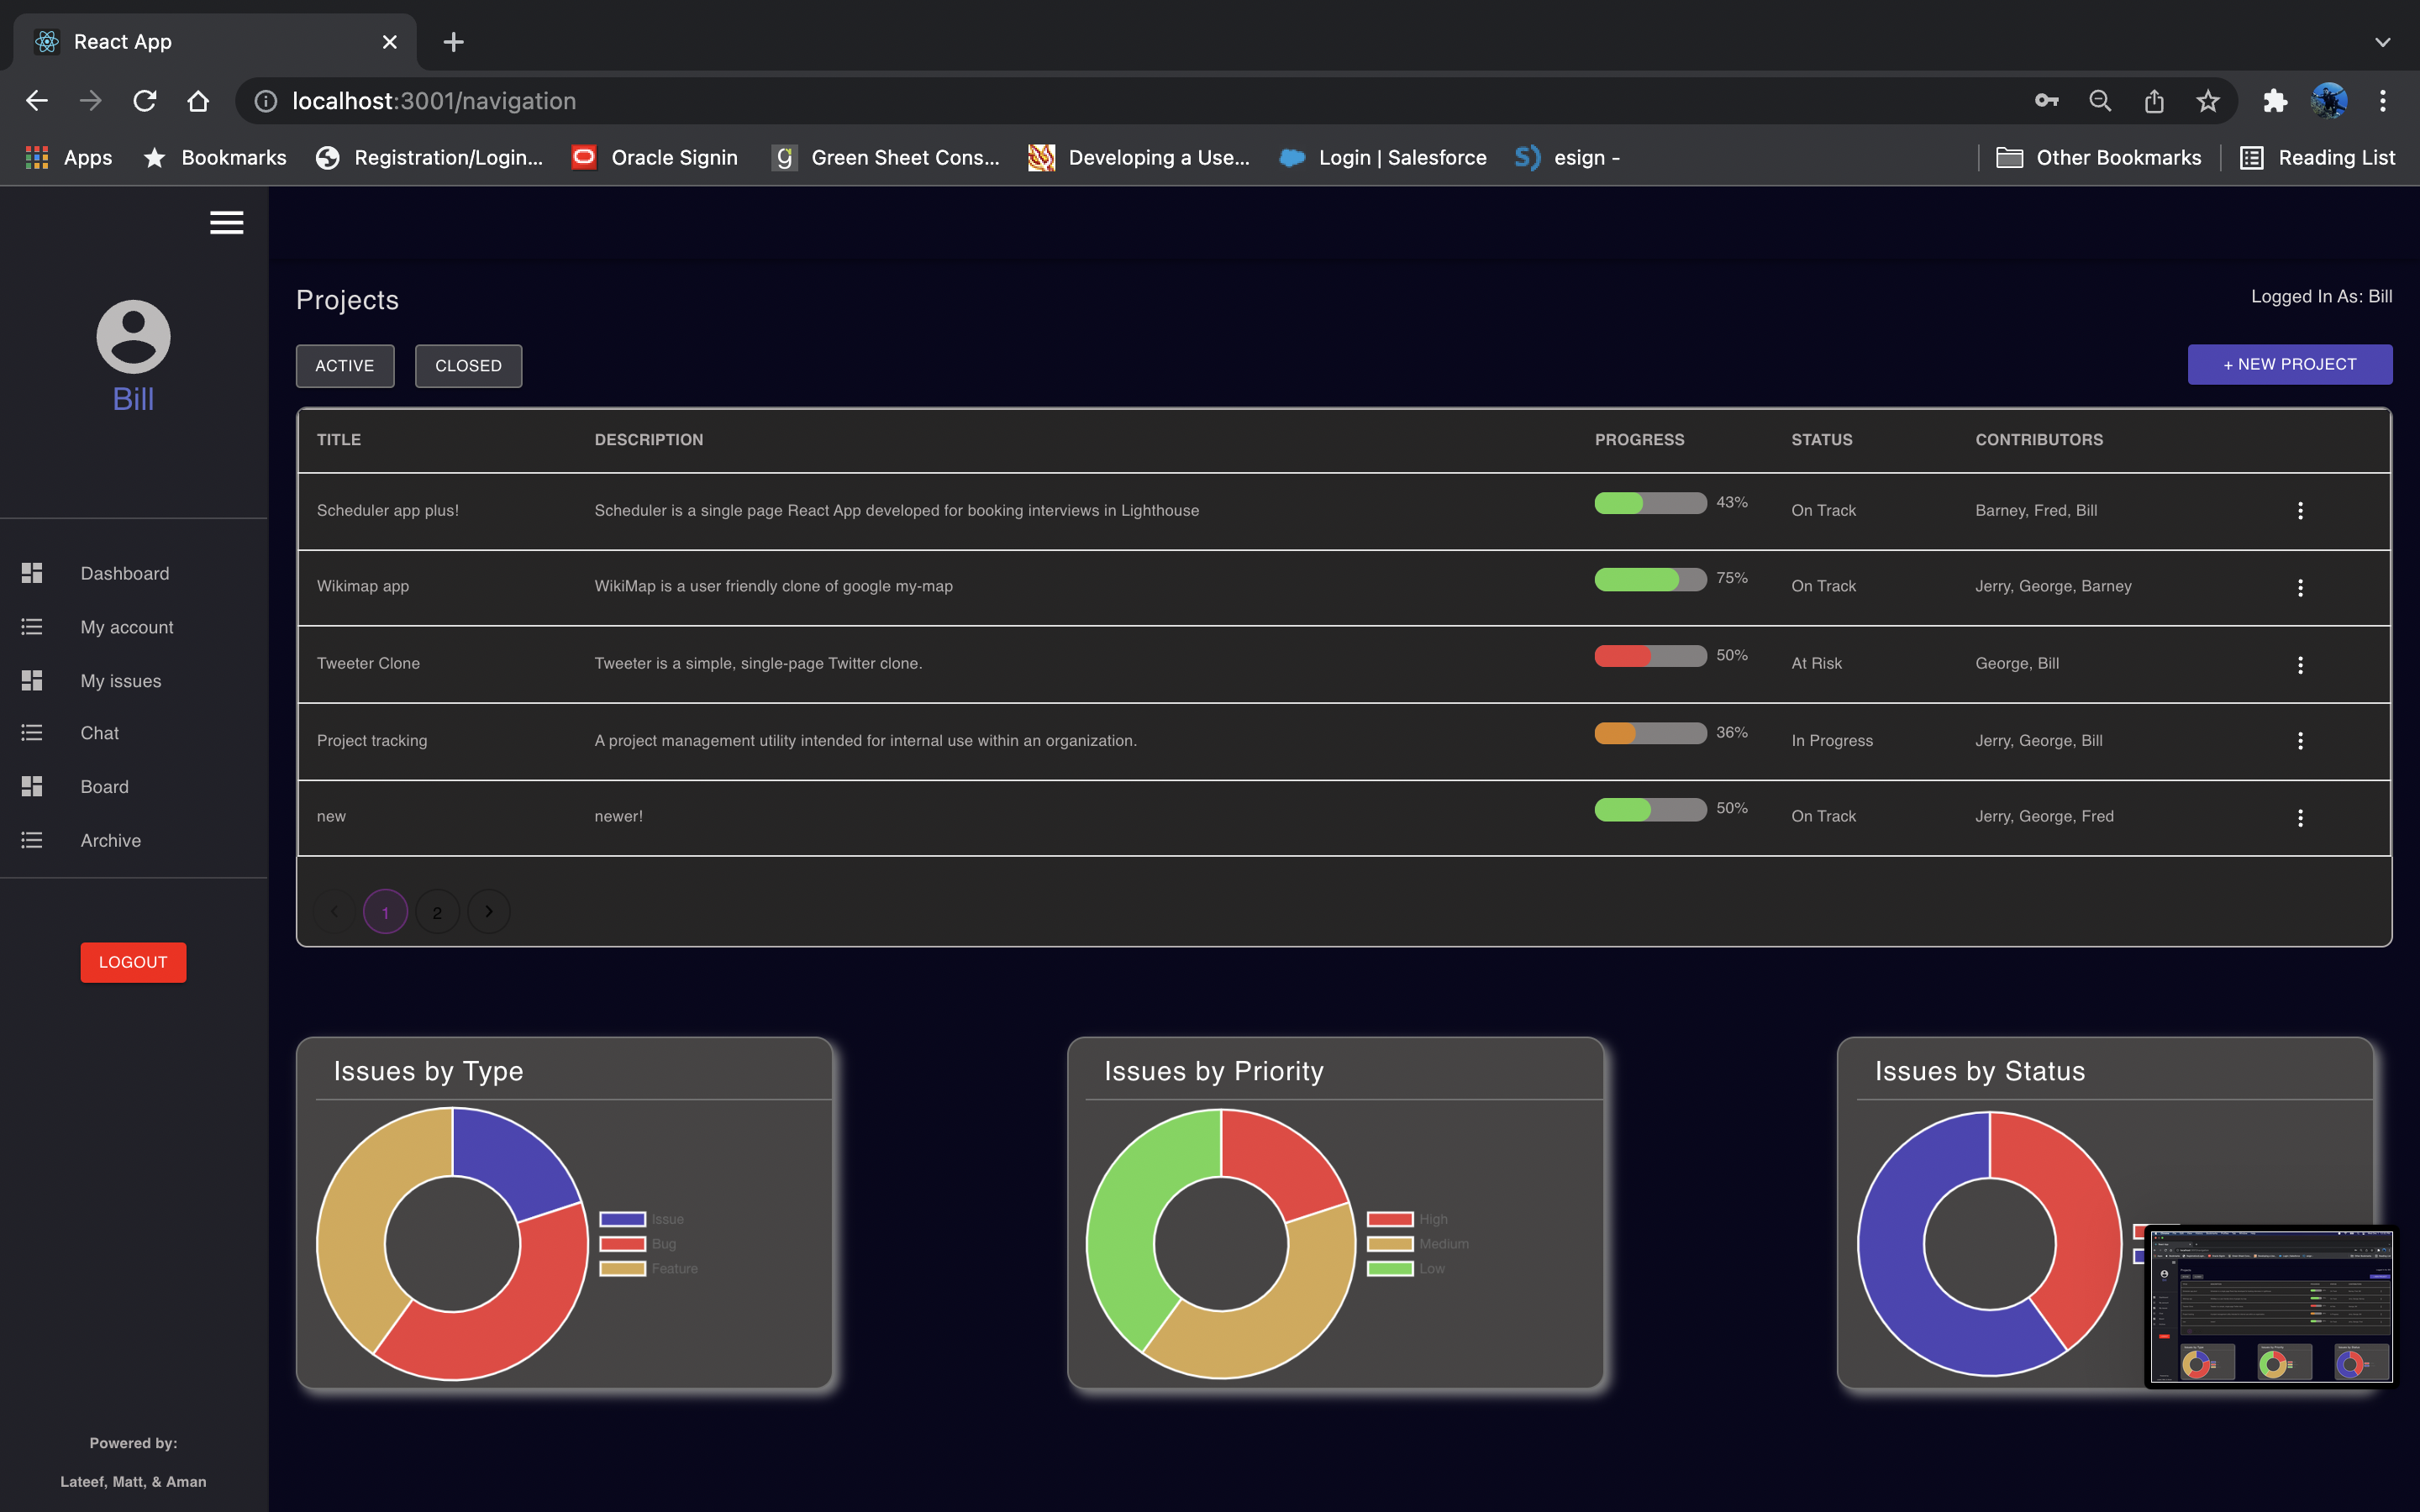 React App
localhost:3001/navigation
Apps Bookmarks Registration/Login... Oracle Signin Green Sheet Cons... Developing a Use... Login | Salesforce esign - Other Bookmarks Reading List
Bill
Dashboard
My account
My issues
Chat
Board
Archive
LOGOUT
Powered by:
Lateef, Matt, & Aman
Projects
Logged In As: Bill
ACTIVE CLOSED
+ NEW PROJECT
TITLE DESCRIPTION PROGRESS STATUS CONTRIBUTORS
Scheduler app plus! Scheduler is a single page React App developed for booking interviews in Lighthouse 43% On Track Barney, Fred, Bill
Wikimap app WikiMap is a user friendly clone of google my-map 75% On Track Jerry, George, Barney
Tweeter Clone Tweeter is a simple, single-page Twitter clone. 50% At Risk George, Bill
Project tracking A project management utility intended for internal use within an organization. 36% In Progress Jerry, George, Bill
new newer! 50% On Track Jerry, George, Fred
1 2
Issues by Type
Issue
Bug
Feature
Issues by Priority
High
Medium
Low
Issues by Status